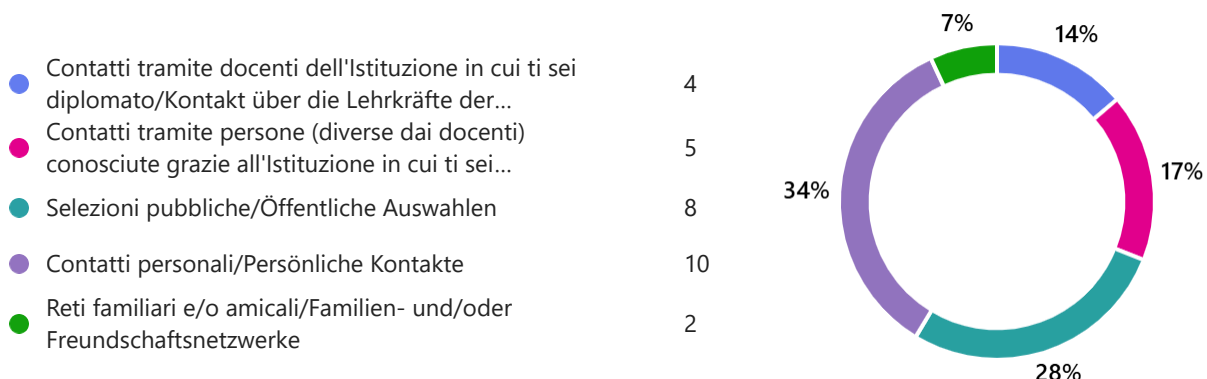 Contatti tramite docenti dell'Istituzione in cui ti sei
diplomato/Kontakt über die Lehrkräfte der...
4
Contatti tramite persone (diverse dai docenti)
conosciute grazie all'Istituzione in cui ti sei...
5
Selezioni pubbliche/Öffentliche Auswahlen
8
Contatti personali/Persönliche Kontakte
10
Reti familiari e/o amicali/Familien- und/oder
Freundschaftsnetzwerke
2
7%
14%
34%
17%
28%